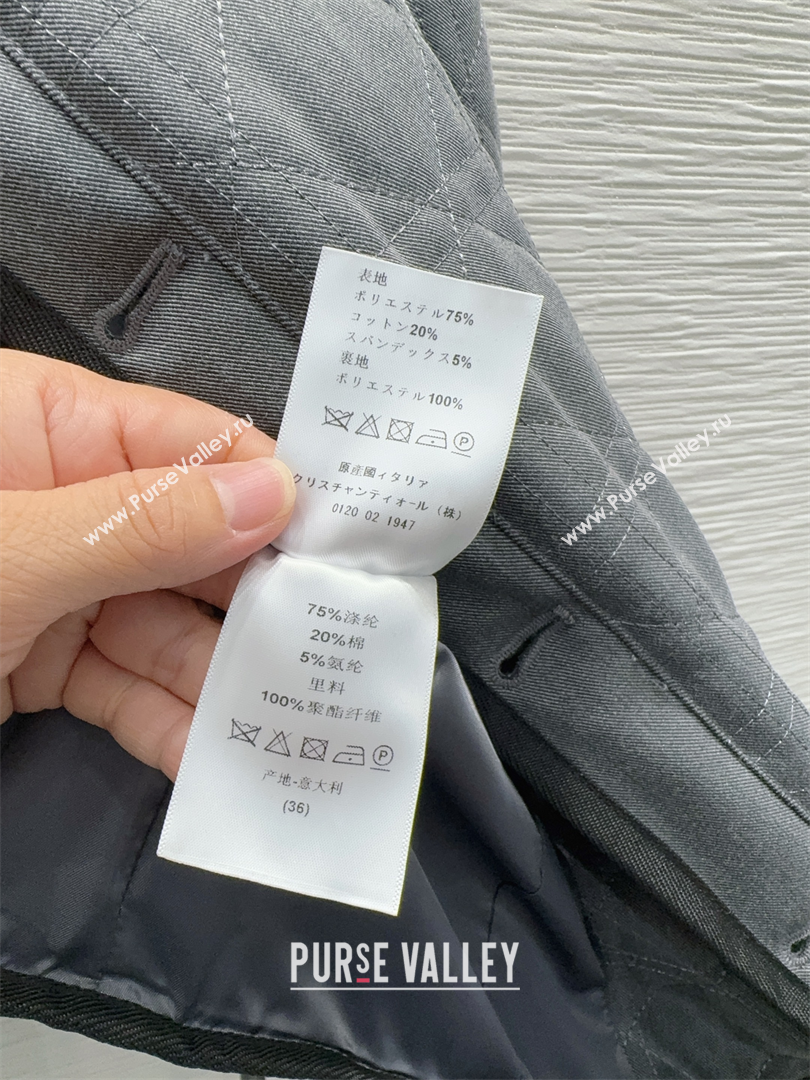 表地
ポリエステル75%
コットン20%
スパンデックス5%
裏地
ポリエステル100%
P
原産國イタリァ
クリスチャンティオール（株）
0120 02 1947
75%涤纶
20%棉
5%氨纶
里料
100%聚酯纤维
P
产地-意大利
(36)
www.PurseValley.ru
www.PurseValley.ru
PURSE VALLEY